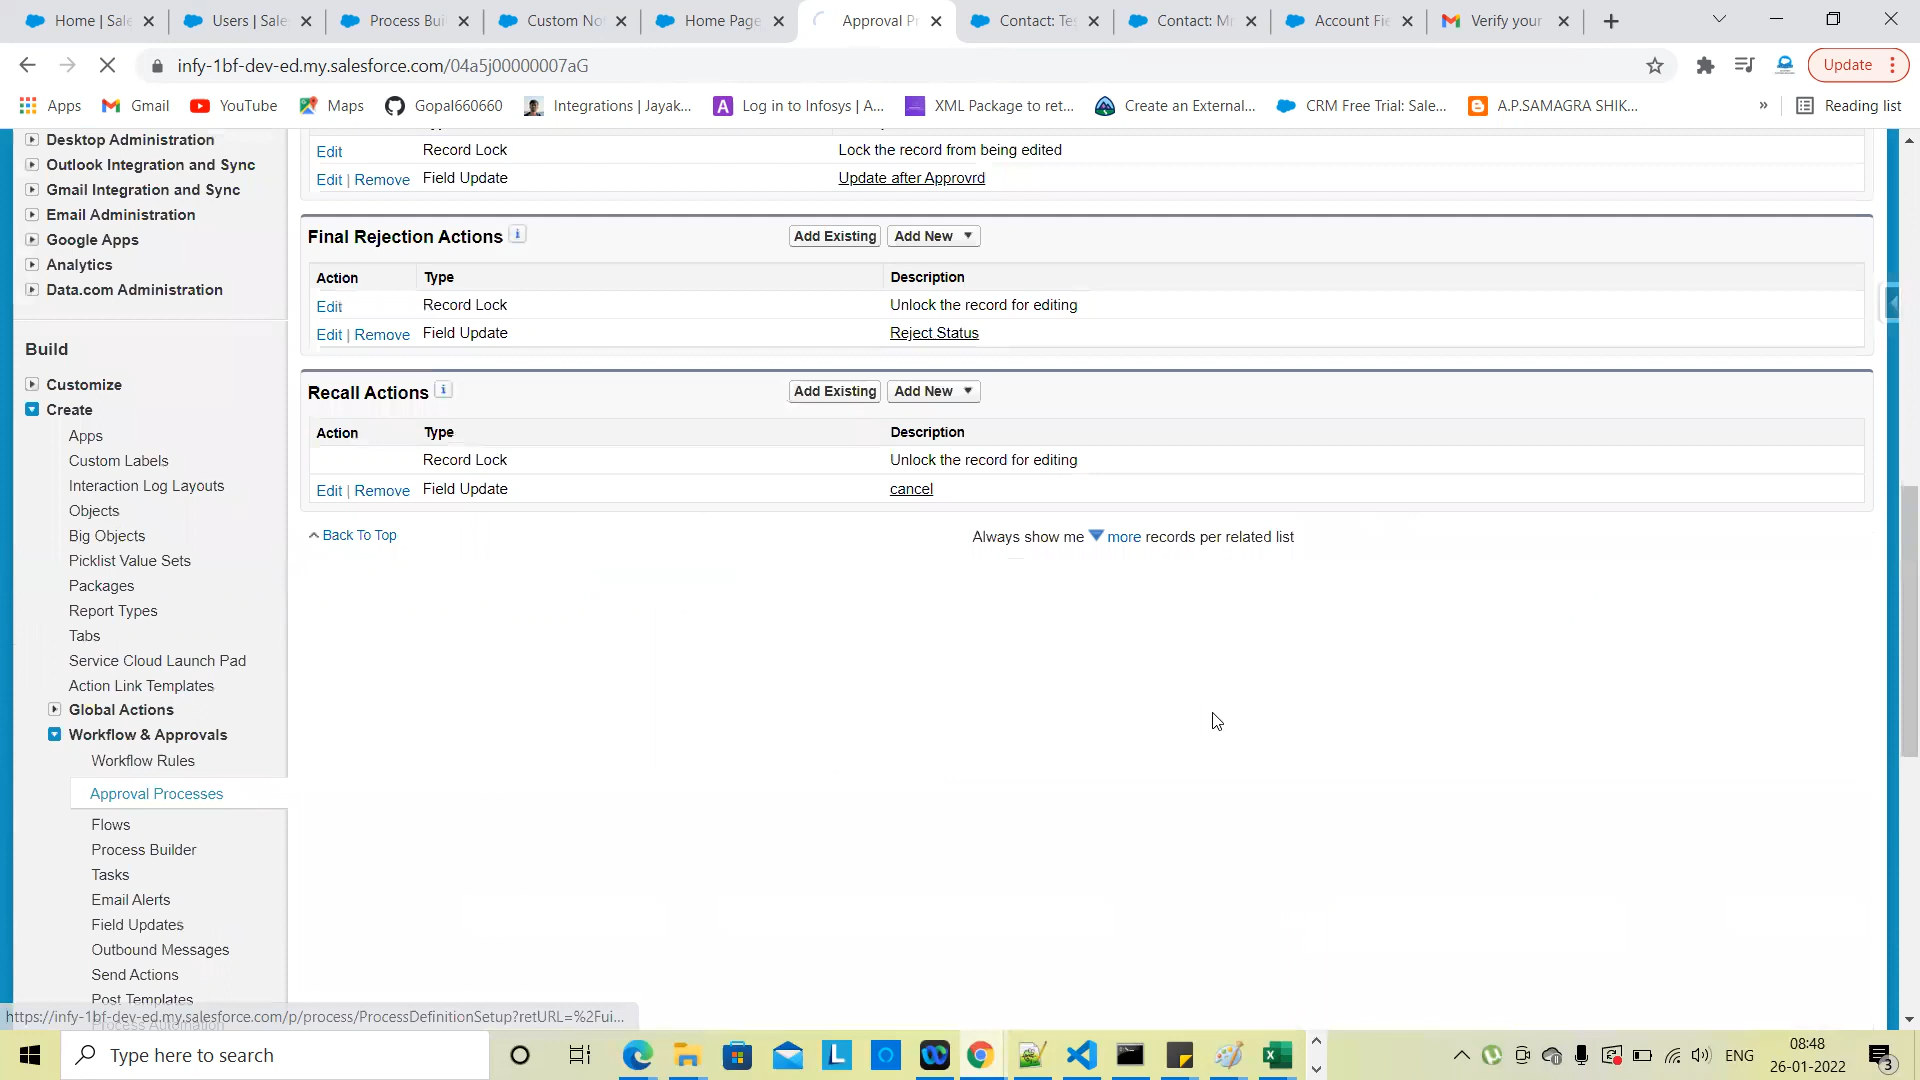 Home | Sale
Users | Sale
Process Bui
Custom No
Home Page
Approval P
Contact: Te
Contact: M
Account Fie
Verify your
infy-1bf-dev-ed.my.salesforce.com/04a5j00000007aG
Update
Apps
Gmail
YouTube
Maps
Gopal660660
Integrations | Jayak...
Log in to Infosys | A...
XML Package to ret...
Create an External...
CRM Free Trial: Sale...
A.P.SAMAGRA SHIK...
»
Reading list
Desktop Administration
Outlook Integration and Sync
Gmail Integration and Sync
Email Administration
Google Apps
Analytics
Data.com Administration
Build
Customize
Create
Apps
Custom Labels
Interaction Log Layouts
Objects
Big Objects
Picklist Value Sets
Packages
Report Types
Tabs
Service Cloud Launch Pad
Action Link Templates
Global Actions
Workflow & Approvals
Workflow Rules
Approval Processes
Flows
Process Builder
Tasks
Email Alerts
Field Updates
Outbound Messages
Send Actions
Post Templates
Process Automation
Edit Record Lock Lock the record from being edited
Edit | Remove Field Update Update after Approvrd
Final Rejection Actions i Add Existing Add New
Action Type Description
Edit Record Lock Unlock the record for editing
Edit | Remove Field Update Reject Status
Recall Actions i Add Existing Add New
Action Type Description
Record Lock Unlock the record for editing
Edit | Remove Field Update cancel
Back To Top
Always show me more records per related list
https://infy-1bf-dev-ed.my.salesforce.com/p/process/ProcessDefinitionSetup?retURL=%2Fui...
Type here to search
ENG
08:48
26-01-2022
3